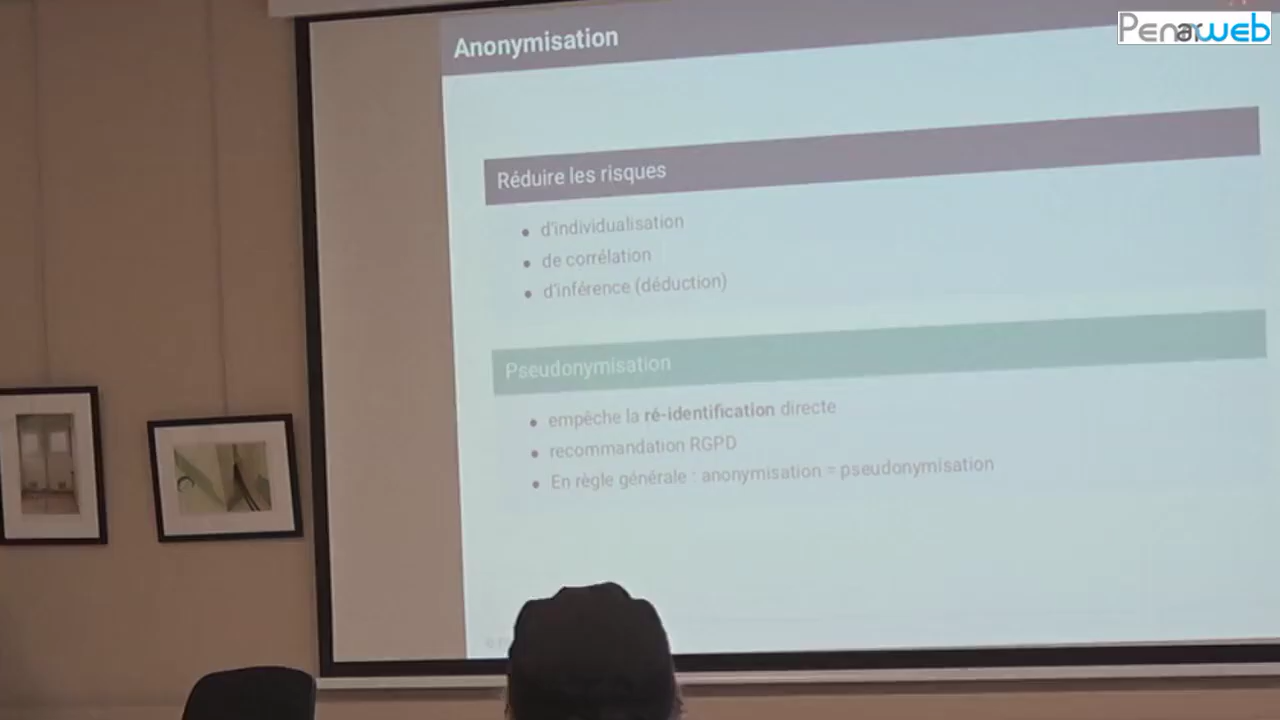 Anonymisation
Penarweb
Réduire les risques
d'individualisation
de corrélation
d'inférence (déduction)
Pseudonymisation
empêche la ré-identification directe
recommandation RGPD
En règle générale : anonymisation = pseudonymisation